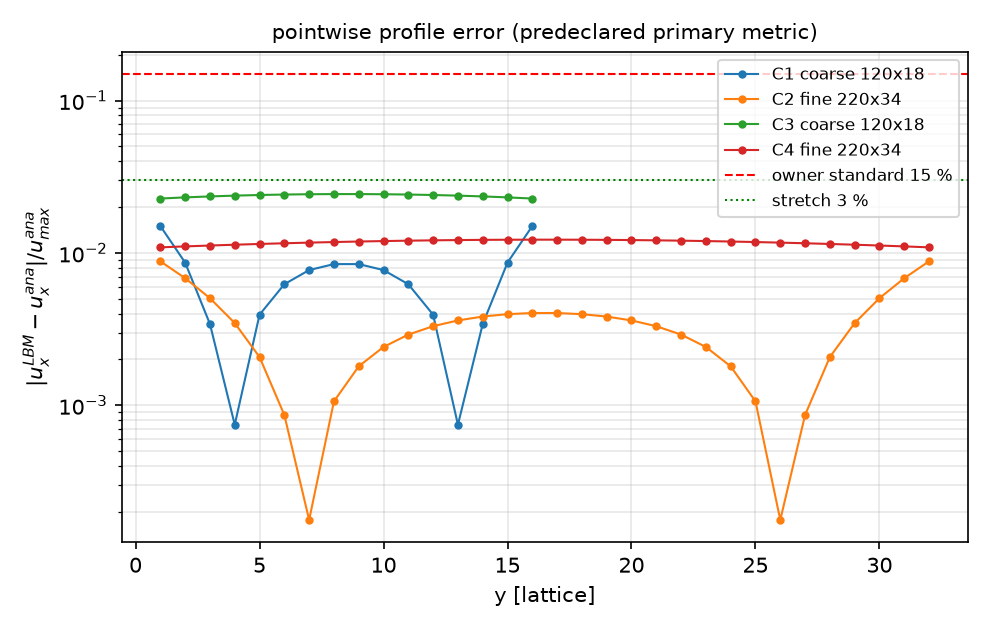 pointwise profile error (predeclared primary metric)
C1 coarse 120x18
C2 fine 220x34
C3 coarse 120x18
C4 fine 220x34
owner standard 15 %
stretch 3 %
|u_x^{LBM} − u_x^{ana}|/u_{max}^{ana}
10⁻¹
10⁻²
10⁻³
0 5 10 15 20 25 30
y [lattice]